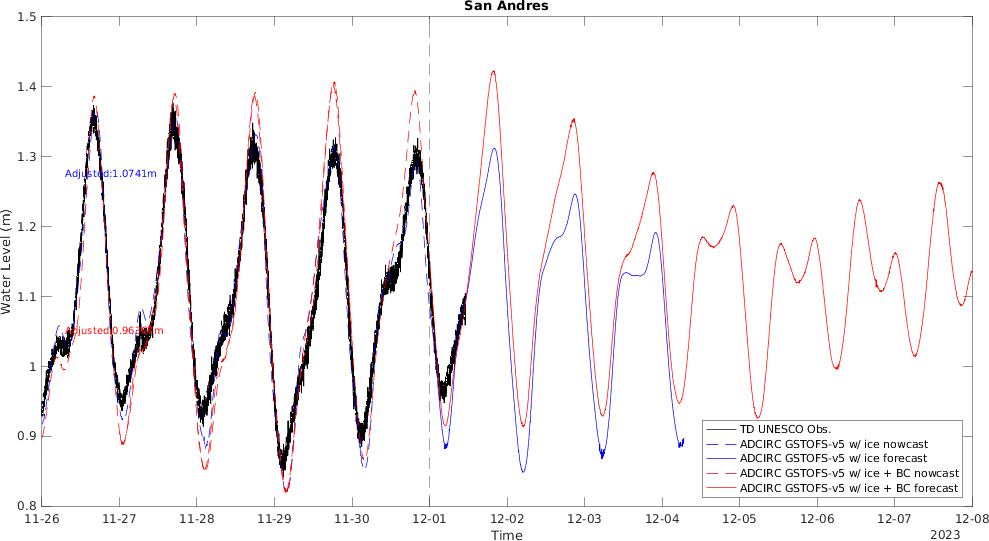 San Andres
Water Level (m)
1.5
1.4
1.3
1.2
1.1
1
0.9
0.8
Adjusted:1.0741m
11-26
11-27
11-28
11-29
11-30
12-01
12-02
12-03
12-04
12-05
12-06
12-07
12-08
Time
2023
TD UNESCO Obs.
ADCIRC GSTOFS-v5 w/ ice nowcast
ADCIRC GSTOFS-v5 w/ ice forecast
ADCIRC GSTOFS-v5 w/ ice + BC nowcast
ADCIRC GSTOFS-v5 w/ ice + BC forecast